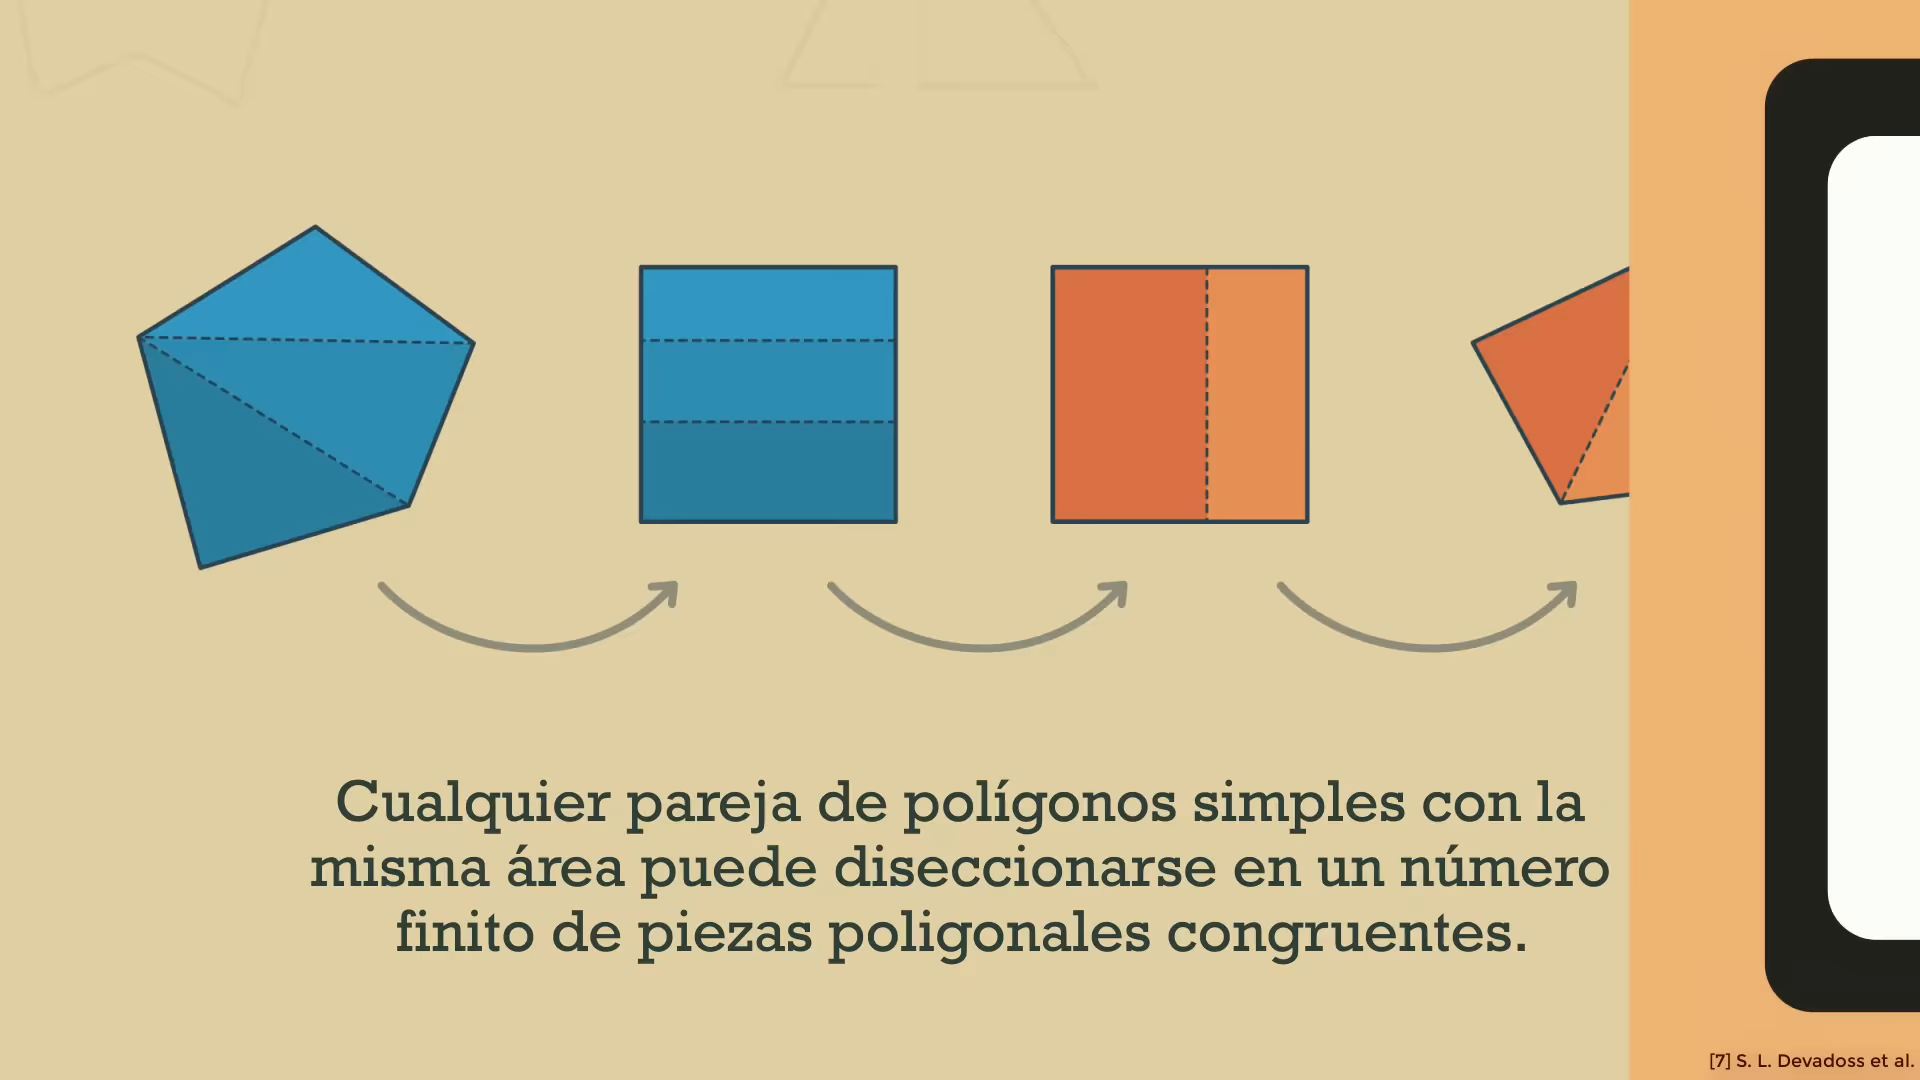 Cualquier pareja de polígonos simples con la
misma área puede diseccionarse en un número
finito de piezas poligonales congruentes.
[7] S. L. Devadoss et al.